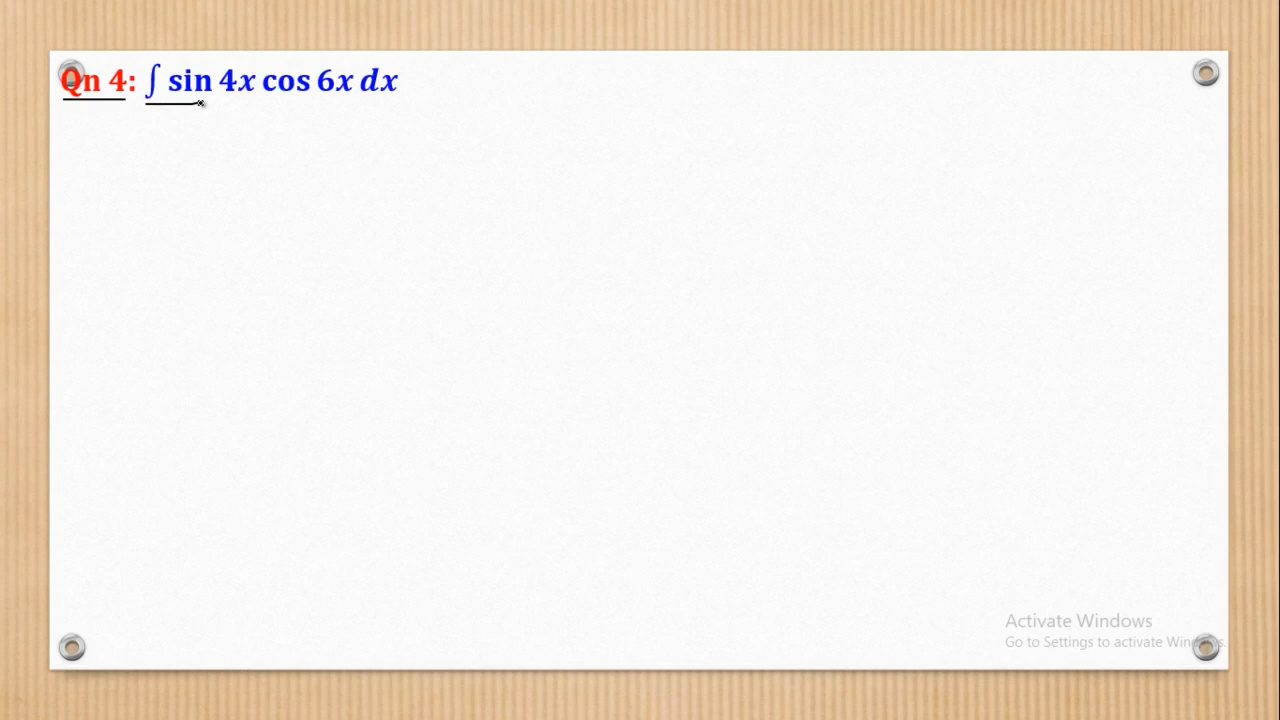 Qn 4: ∫ sin 4x cos 6x dx
Activate Windows
Go to Settings to activate Windows.